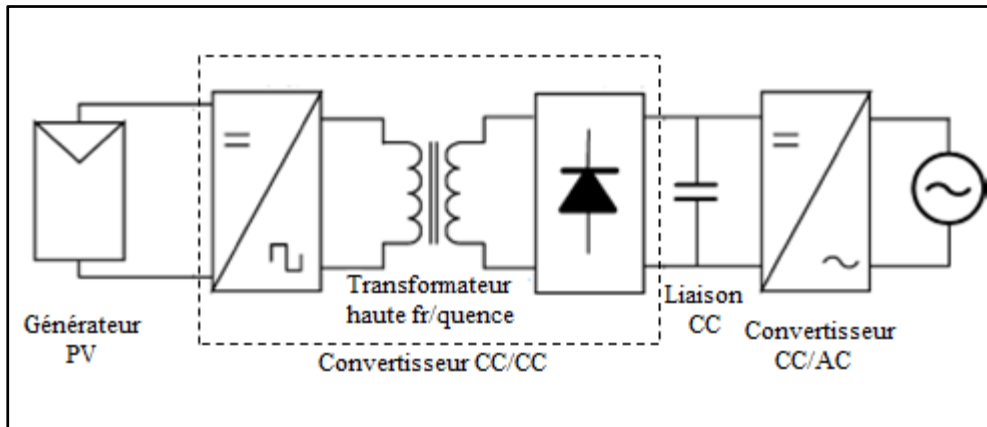 Générateur
PV
Transformateur
haute fr/quence
Convertisseur CC/CC
Liaison
CC
Convertisseur
CC/AC